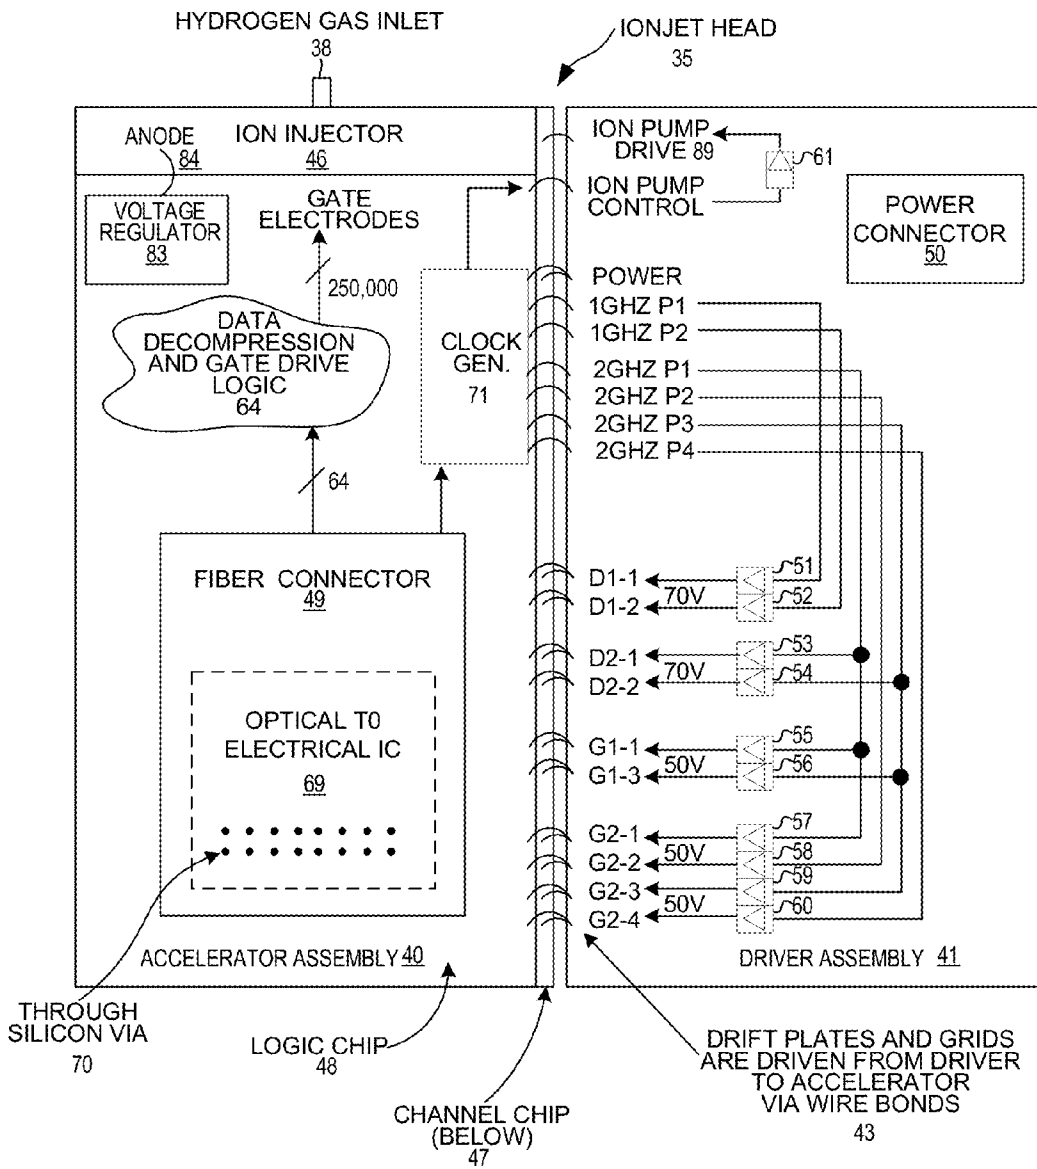 HYDROGEN GAS INLET
38
IONJET HEAD
35
ION INJECTOR
46
ANODE
84
VOLTAGE
REGULATOR
83
GATE
ELECTRODES
250,000
DATA
DECOMPRESSION
AND GATE DRIVE
LOGIC
64
CLOCK
GEN.
71
64
FIBER CONNECTOR
49
OPTICAL T0
ELECTRICAL IC
69
ACCELERATOR ASSEMBLY 40
THROUGH
SILICON VIA
70
LOGIC CHIP
48
CHANNEL CHIP
(BELOW)
47
ION PUMP
DRIVE 89
61
ION PUMP
CONTROL
POWER
CONNECTOR
50
POWER
1GHZ P1
1GHZ P2
2GHZ P1
2GHZ P2
2GHZ P3
2GHZ P4
D1-1
51
70V
D1-2
52
D2-1
53
70V
D2-2
54
G1-1
55
50V
G1-3
56
G2-1
57
50V
G2-2
58
G2-3
59
50V
G2-4
60
DRIVER ASSEMBLY 41
DRIFT PLATES AND GRIDS
ARE DRIVEN FROM DRIVER
TO ACCELERATOR
VIA WIRE BONDS
43